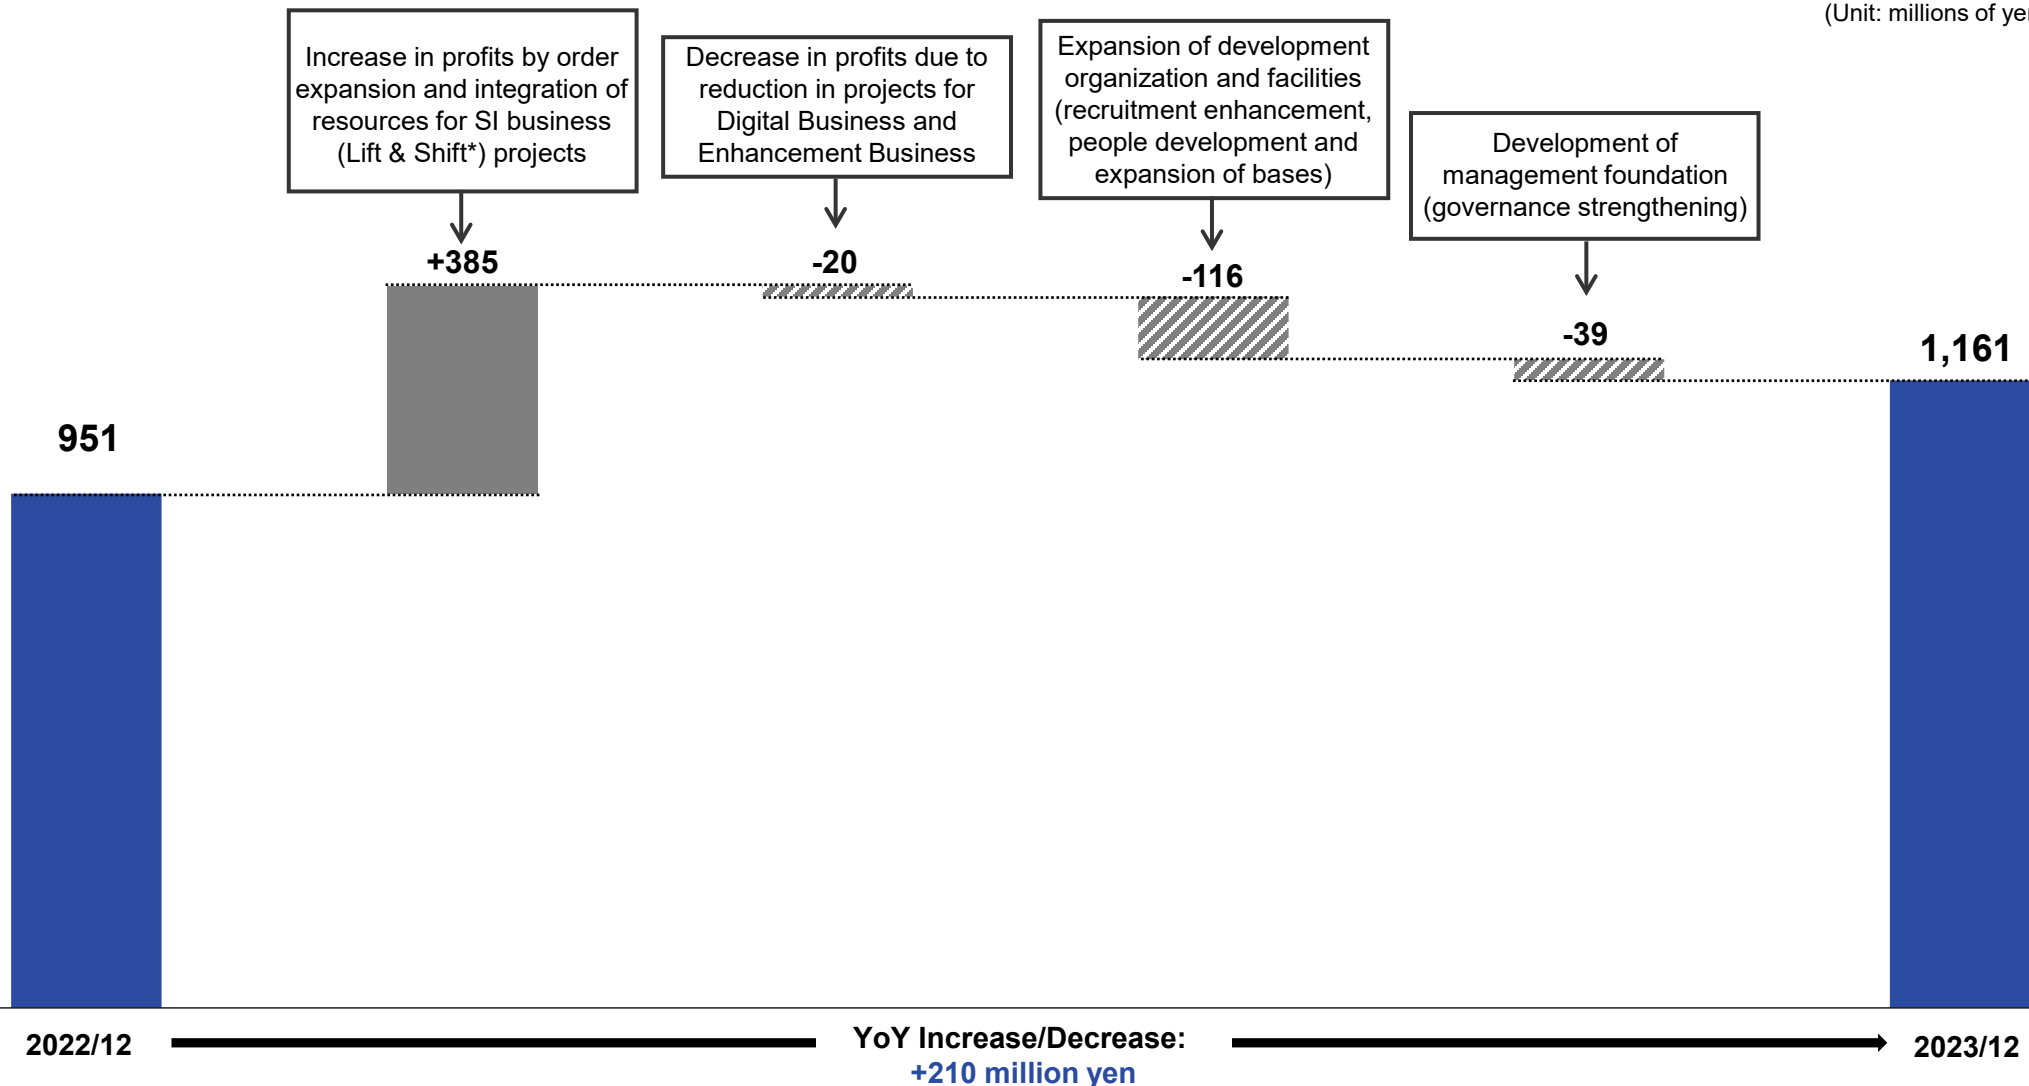 (Unit: millions of yen
Increase in profits by order
expansion and integration of
resources for SI business
(Lift & Shift*) projects
Decrease in profits due to
reduction in projects for
Digital Business and
Enhancement Business
Expansion of development
organization and facilities
(recruitment enhancement,
people development and
expansion of bases)
Development of
management foundation
(governance strengthening)
+385
-20
-116
-39
1,161
951
2022/12
YoY Increase/Decrease:
+210 million yen
2023/12